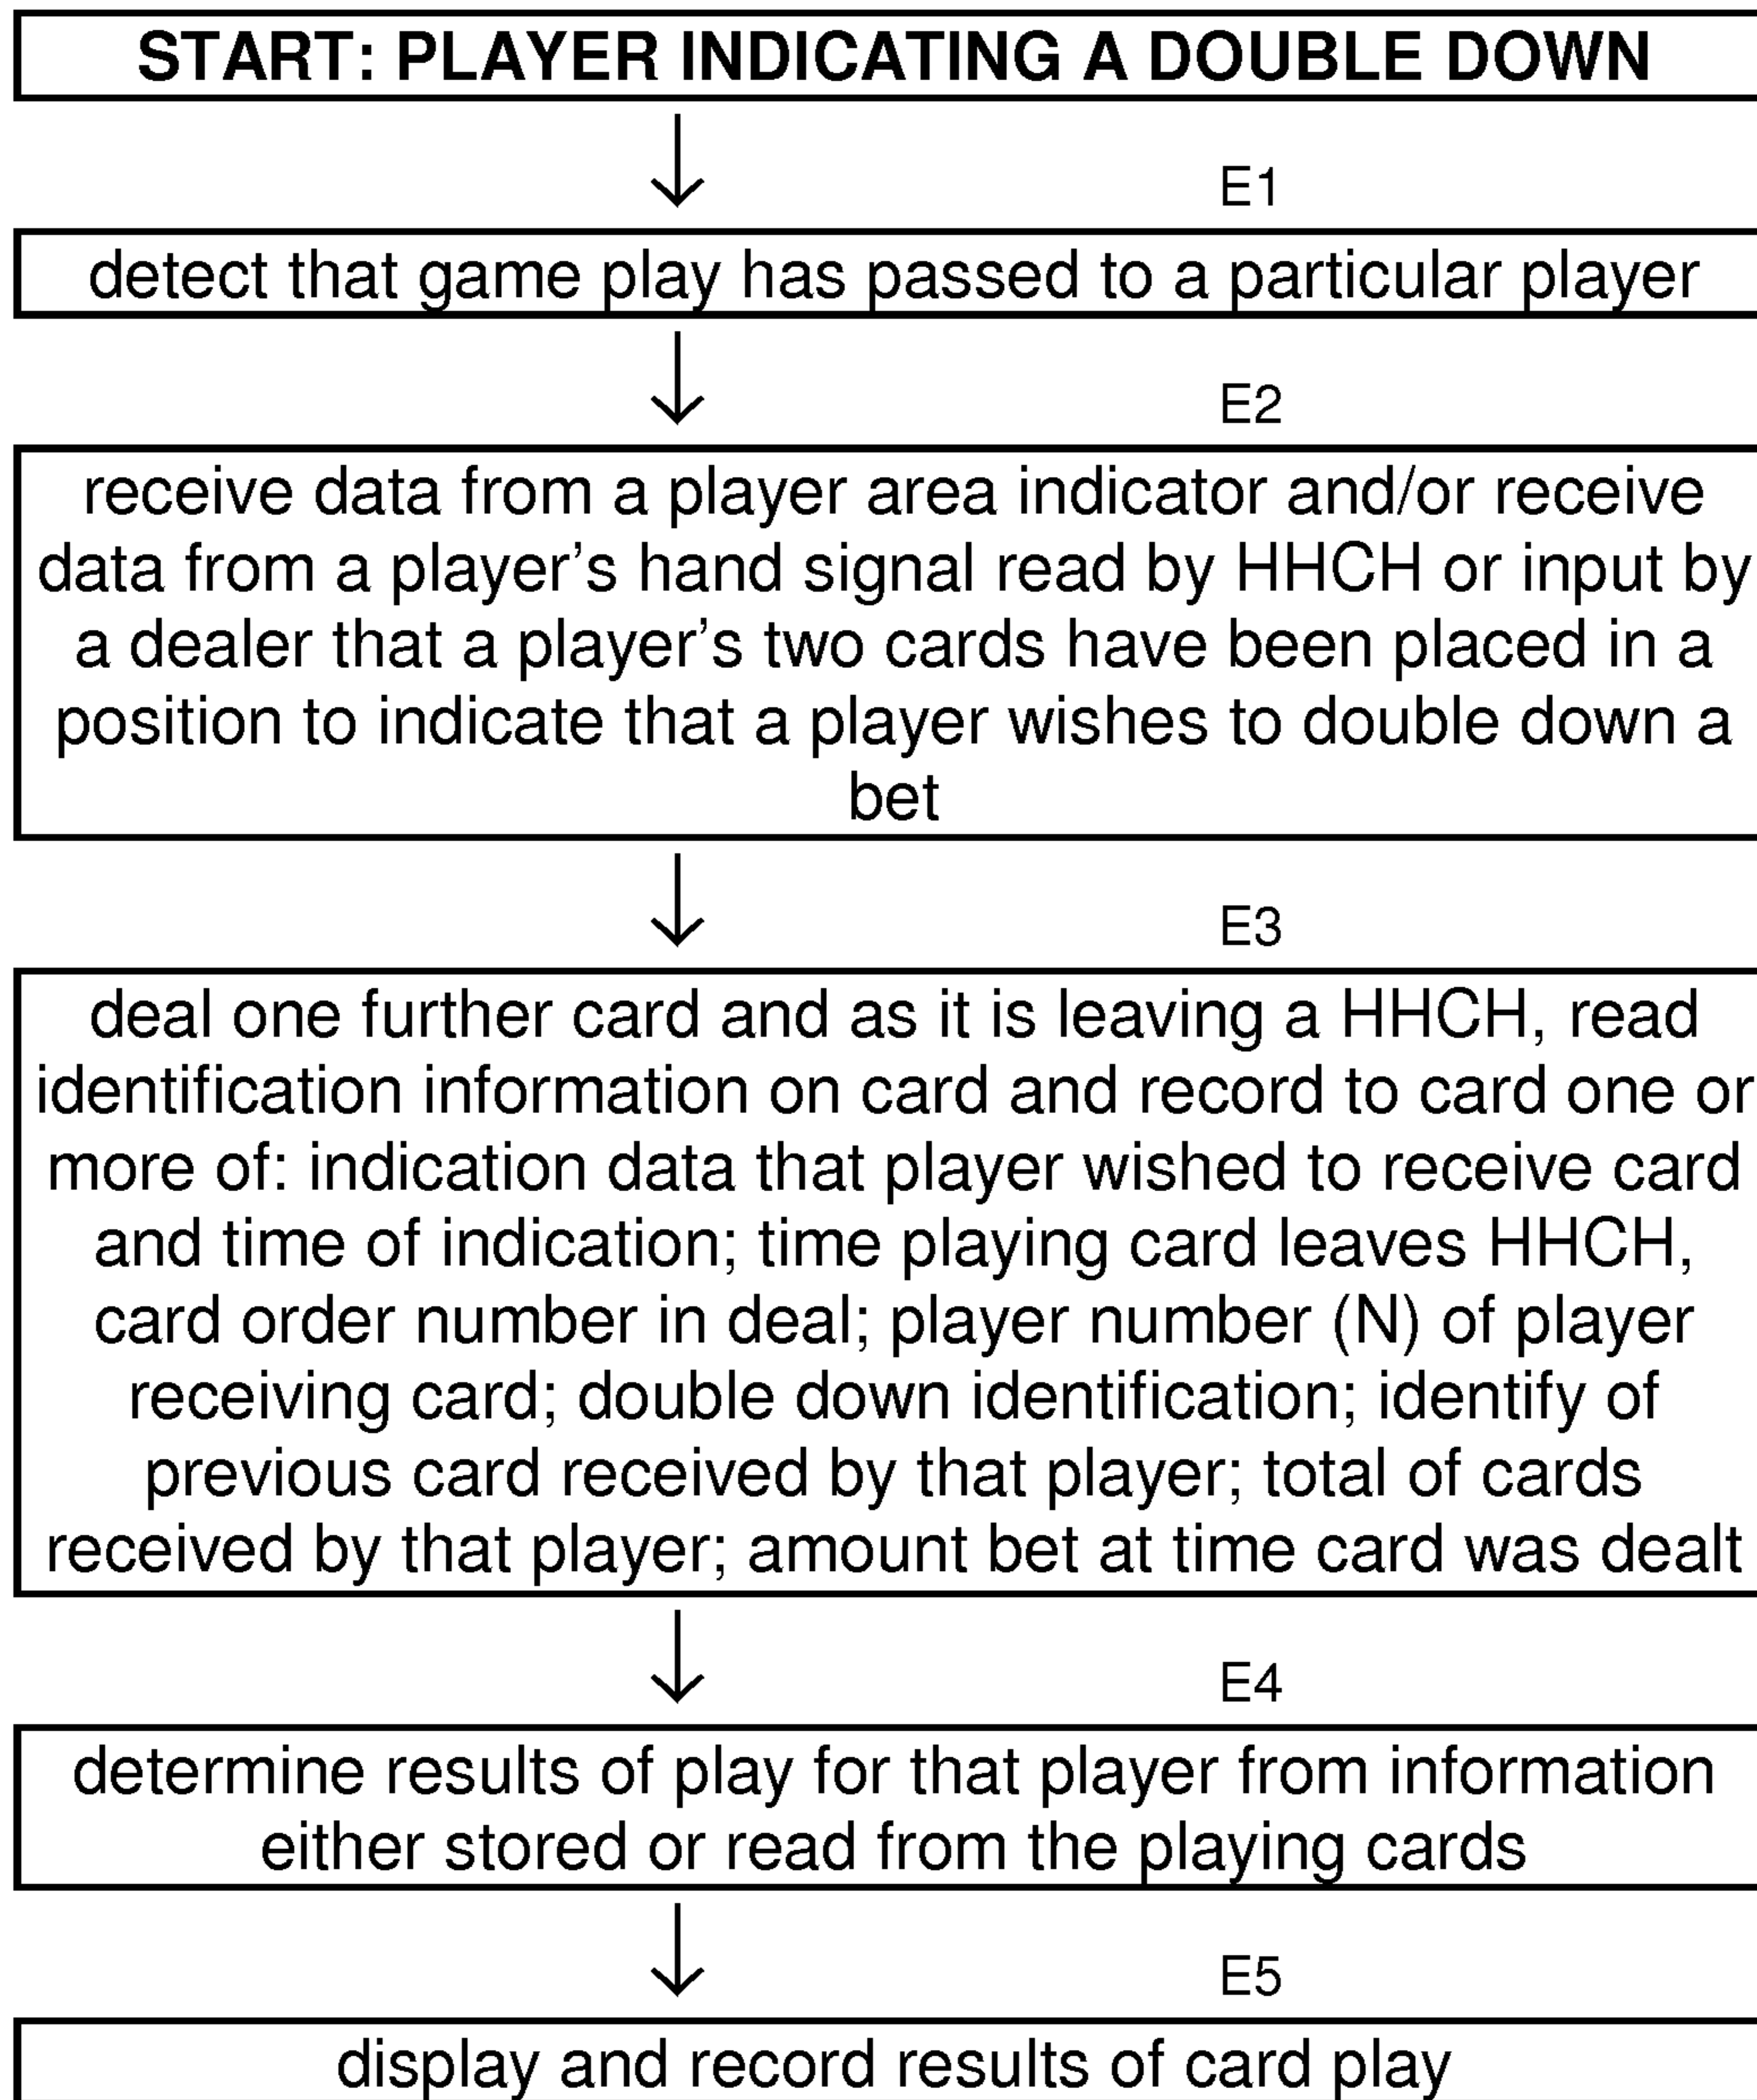 START: PLAYER INDICATING A DOUBLE DOWN
E1
detect that game play has passed to a particular player
E2
receive data from a player area indicator and/or receive
data from a player's hand signal read by HHCH or input by
a dealer that a player's two cards have been placed in a
position to indicate that a player wishes to double down a
bet
E3
deal one further card and as it is leaving a HHCH, read
identification information on card and record to card one or
more of: indication data that player wished to receive card
and time of indication; time playing card leaves HHCH,
card order number in deal; player number (N) of player
receiving card; double down identification; identify of
previous card received by that player; total of cards
received by that player; amount bet at time card was dealt
E4
determine results of play for that player from information
either stored or read from the playing cards
E5
display and record results of card play